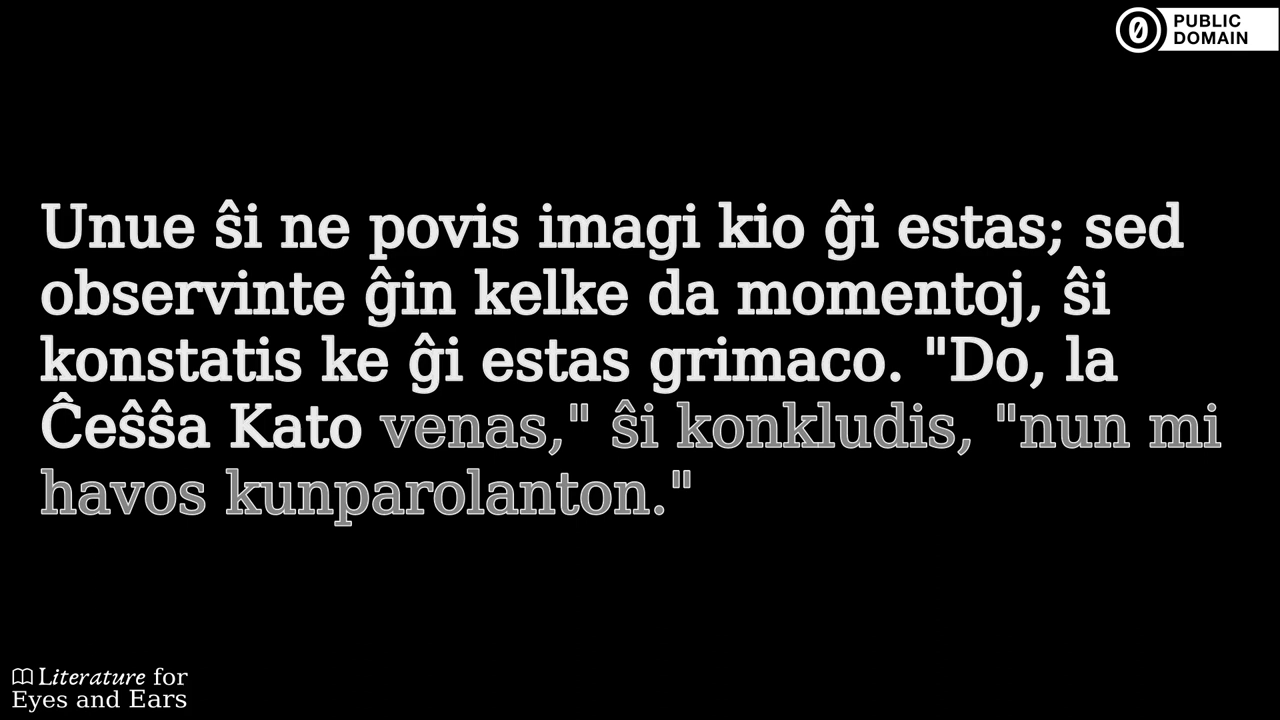 PUBLIC
DOMAIN
Unue ŝi ne povis imagi kio ĝi estas; sed
observinte ĝin kelke da momentoj, ŝi
konstatis ke ĝi estas grimaco. "Do, la
Ĉeŝŝa Kato venas," ŝi konkludis, "nun mi
havos kunparolanton."
Literature for
Eyes and Ears